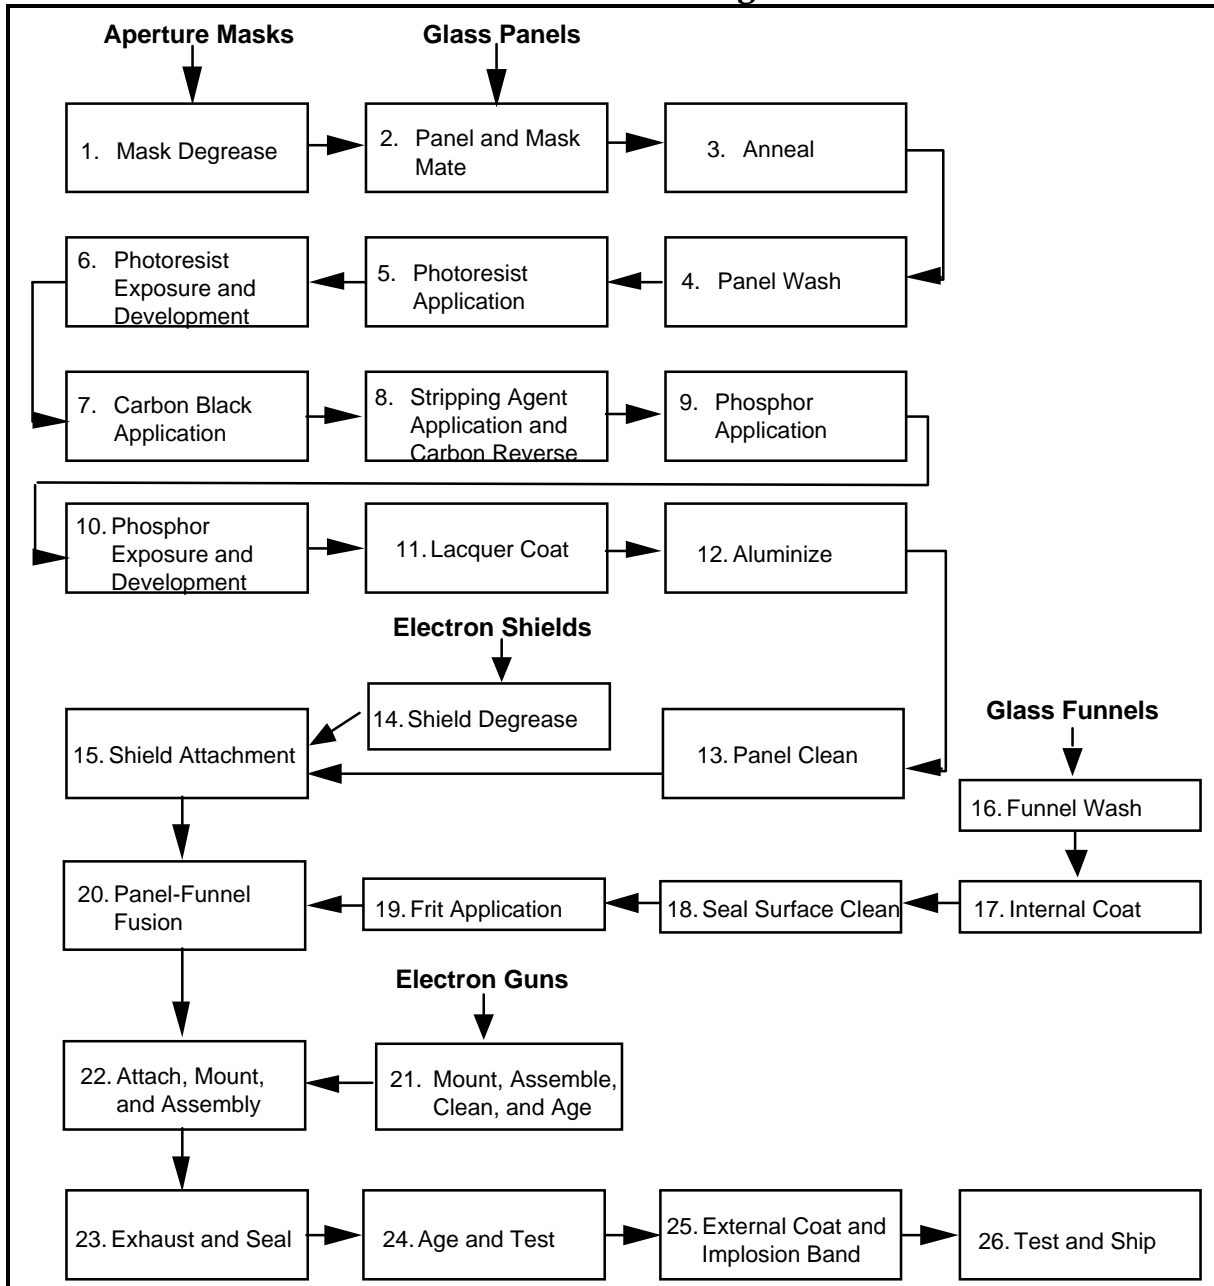 Aperture Masks
Glass Panels
1. Mask Degrease
2. Panel and Mask
Mate
3. Anneal
6. Photoresist
Exposure and
Development
5. Photoresist
Application
4. Panel Wash
7. Carbon Black
Application
8. Stripping Agent
Application and
Carbon Reverse
9. Phosphor
Application
10. Phosphor
Exposure and
Development
11. Lacquer Coat
12. Aluminize
Electron Shields
14. Shield Degrease
Glass Funnels
15. Shield Attachment
13. Panel Clean
16. Funnel Wash
20. Panel-Funnel
Fusion
19. Frit Application
18. Seal Surface Clean
17. Internal Coat
Electron Guns
22. Attach, Mount,
and Assembly
21. Mount, Assemble,
Clean, and Age
23. Exhaust and Seal
24. Age and Test
25. External Coat and
Implosion Band
26. Test and Ship